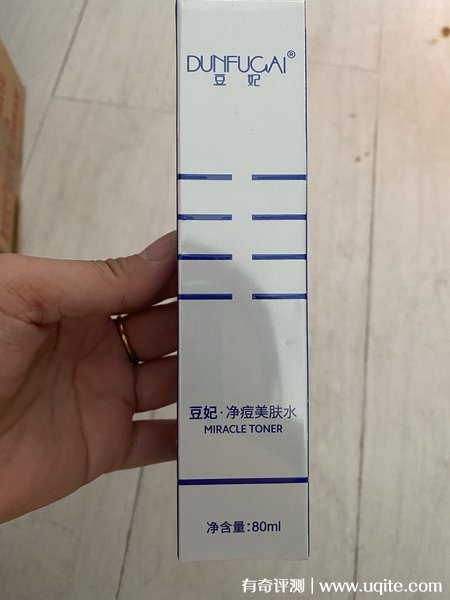 DUNFUGAI®
豆妃
豆妃·净痘美肤水
MIRACLE TONER
净含量:80ml
有奇评测 | www.uqite.com